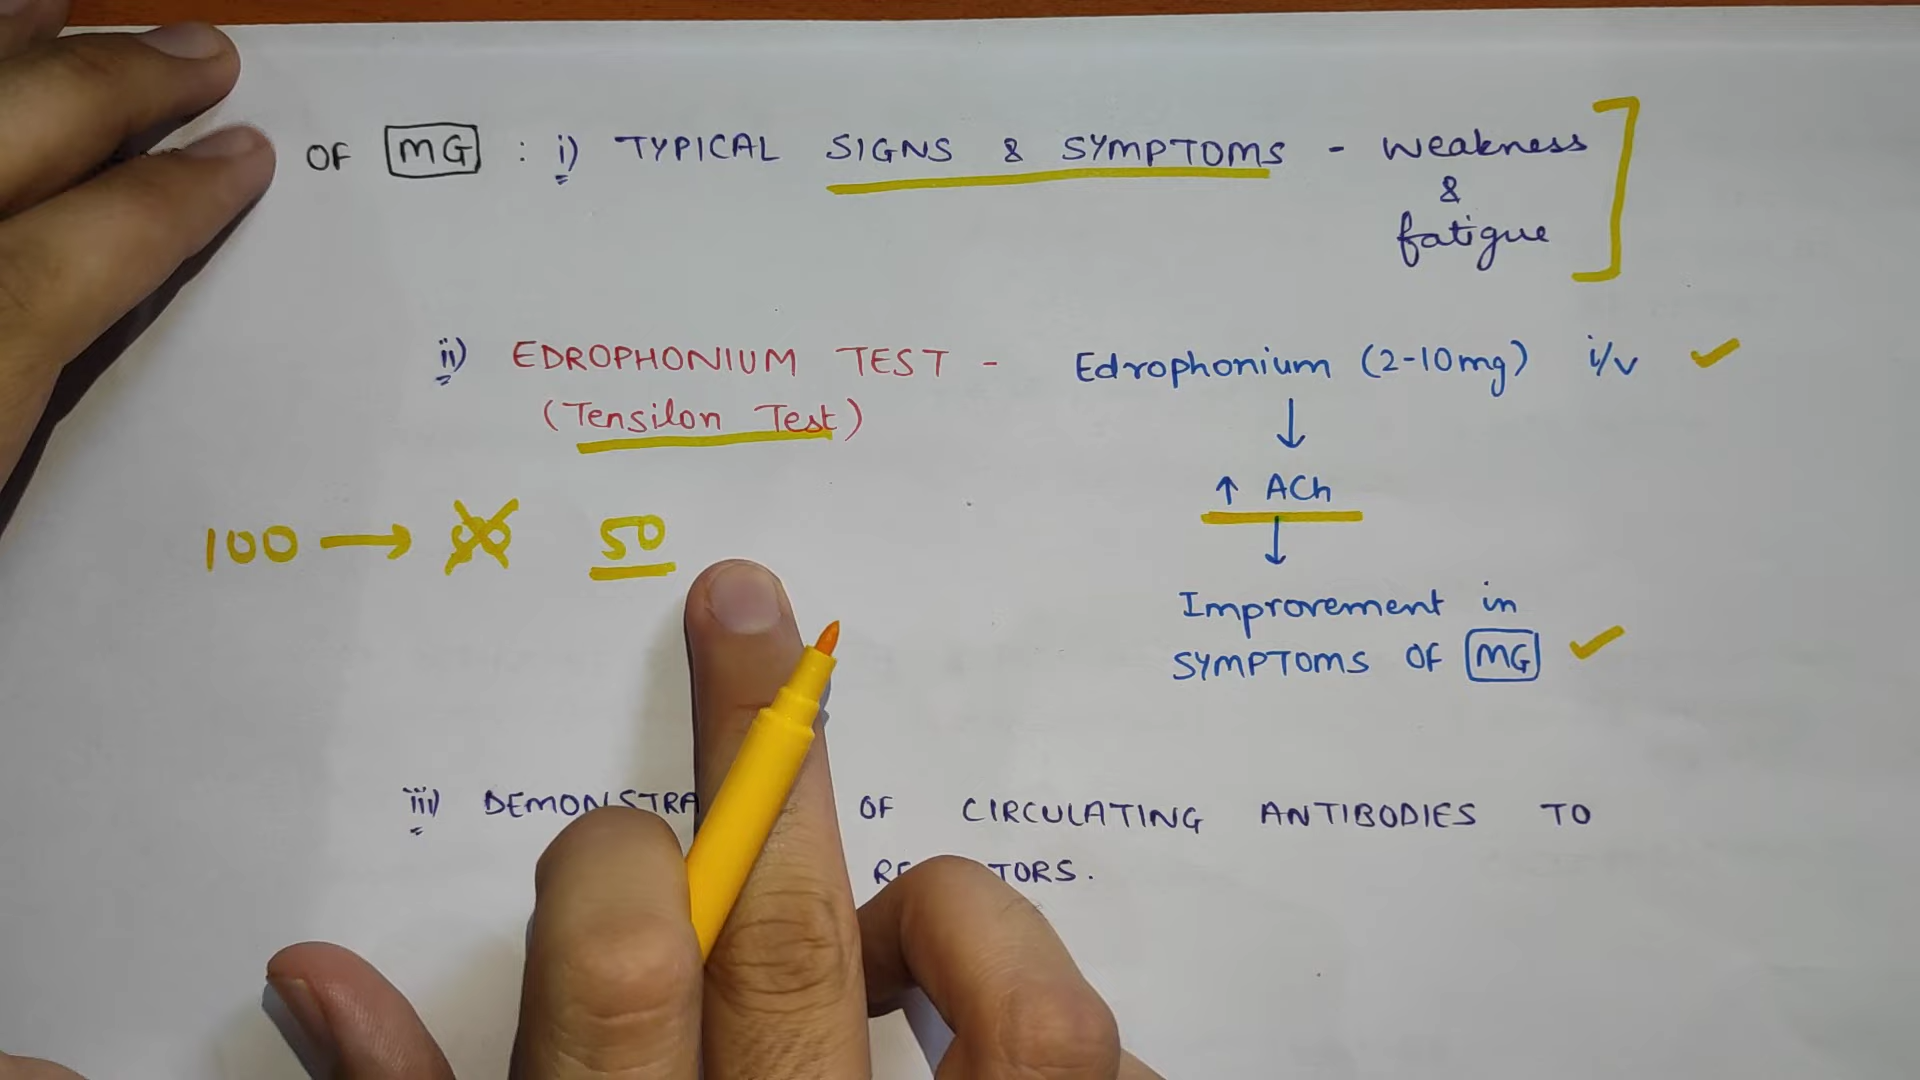 OF MG : i) TYPICAL SIGNS & SYMPTOMS - Weakness
&
fatigue
ii) EDROPHONIUM TEST - Edrophonium (2-10mg) i/v
(Tensilon Test)
↓
↑ ACh
100 → 50
↓
Improvement in
SYMPTOMS OF MG
iii) DEMONSTRA OF CIRCULATING ANTIBODIES TO
TORS.